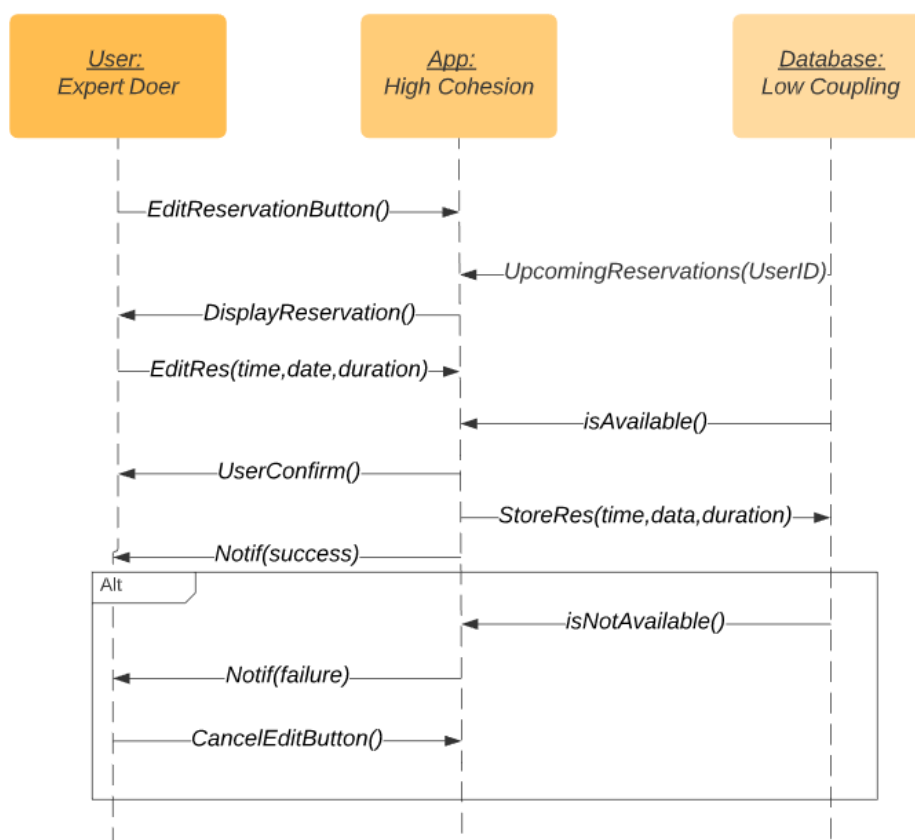 User:
Expert Doer
App:
High Cohesion
Database:
Low Coupling
EditReservationButton()
UpcomingReservations(UserID)
DisplayReservation()
EditRes(time,date,duration)
isAvailable()
UserConfirm()
StoreRes(time,data,duration)
Notif(success)
Alt
isNotAvailable()
Notif(failure)
CancelEditButton()